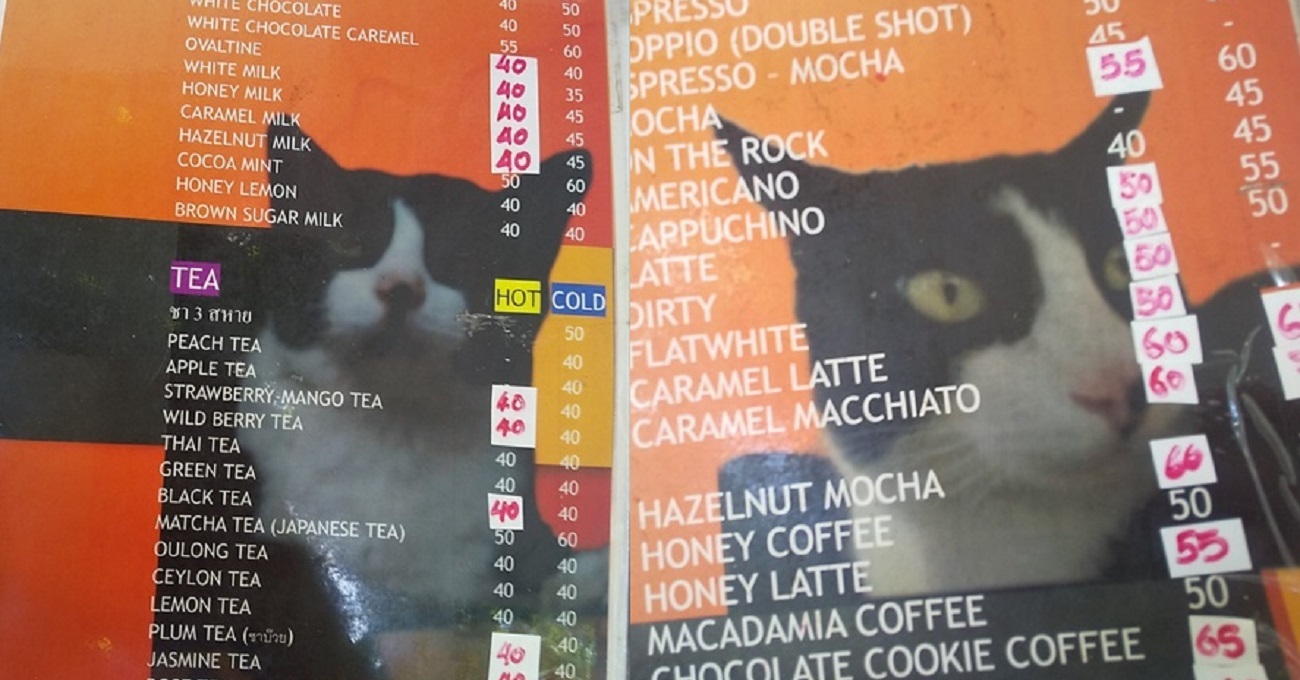 40 50
WHITE CHOCOLATE 40 50
WHITE CHOCOLATE CAREMEL 55 60
OVALTINE 40 40
WHITE MILK 40 35
HONEY MILK 40 45
CARAMEL MILK 40 45
HAZELNUT MILK 40 45
COCOA MINT 50 60
HONEY LEMON 40 40
BROWN SUGAR MILK 40 40
TEA HOT COLD
ชา 3 สหาย 50
PEACH TEA 40
APPLE TEA 40
STRAWBERRY-MANGO TEA 40 40
WILD BERRY TEA 40 40
THAI TEA 40 40
GREEN TEA 40 40
BLACK TEA 40 40
MATCHA TEA (JAPANESE TEA) 50 60
OULONG TEA 40 40
CEYLON TEA 40 40
LEMON TEA 40 40
PLUM TEA (ชาบ๊วย) 40
JASMINE TEA 40 40
PRESSO
OPPIO (DOUBLE SHOT) 50
SPRESSO - MOCHA 45 -
OCHA 55 60
ON THE ROCK - 45
AMERICANO 40 45
CAPPUCHINO 50 55
LATTE 50 50
DIRTY 50 -
FLATWHITE 50
CARAMEL LATTE 60
CARAMEL MACCHIATO 60
HAZELNUT MOCHA 66
HONEY COFFEE 50
HONEY LATTE 55
MACADAMIA COFFEE 50
CHOCOLATE COOKIE COFFEE 65